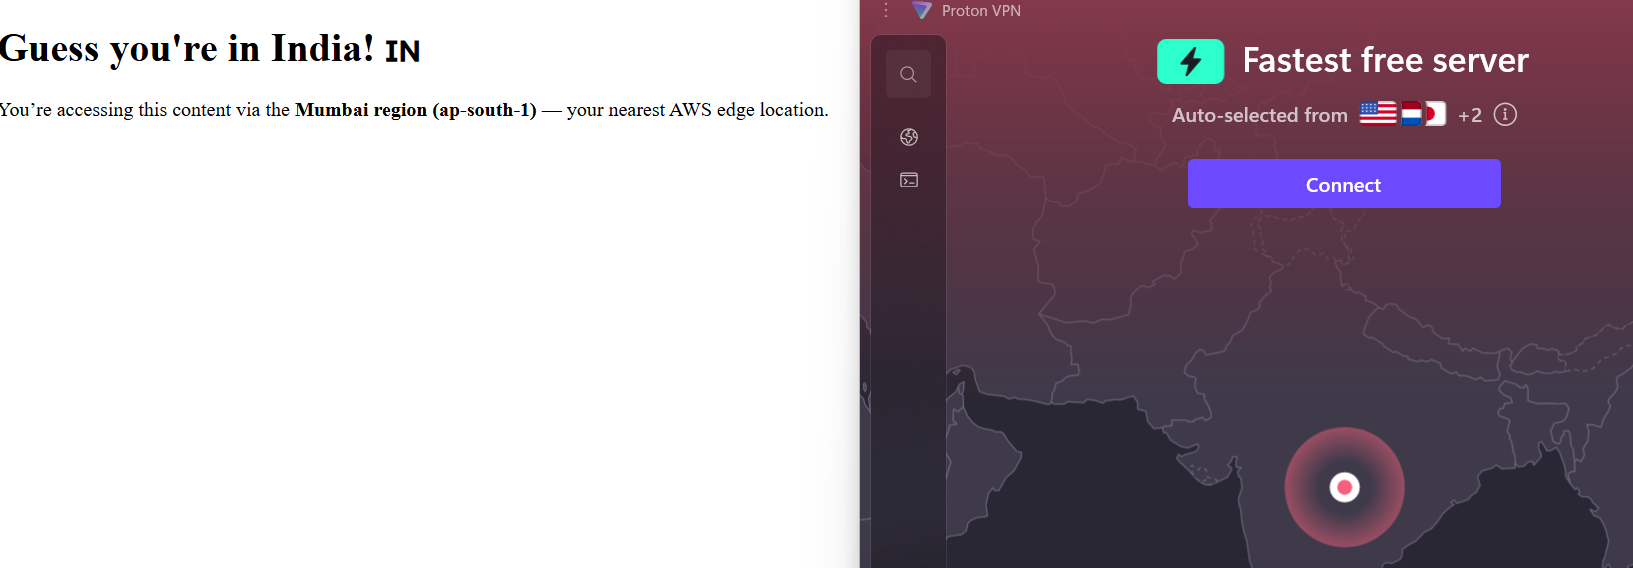 Guess you're in India! IN
You’re accessing this content via the Mumbai region (ap-south-1) — your nearest AWS edge location.
Proton VPN
Fastest free server
Auto-selected from +2
Connect